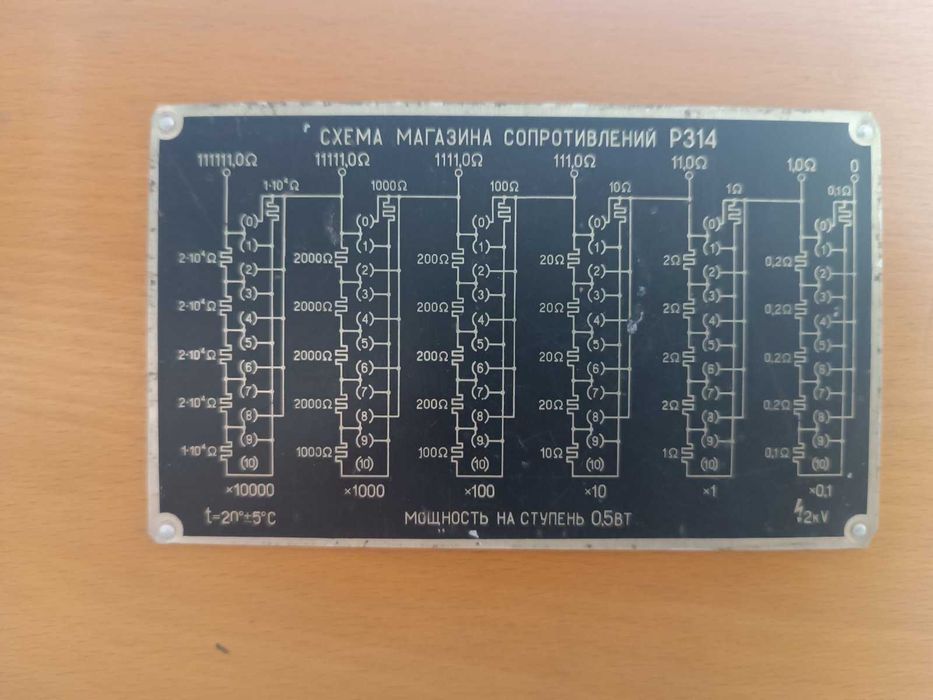 СХЕМА МАГАЗИНА СОПРОТИВЛЕНИЙ Р314
111111,0Ω 11111,0Ω 1111,0Ω 111,0Ω 11,0Ω 1,0Ω 0
1·10⁴Ω 1000Ω 100Ω 10Ω 1Ω 0,1Ω
(0) (0) (0) (0) (0) (0)
(1) (1) (1) (1) (1) (1)
2·10⁴Ω 2000Ω 200Ω 20Ω 2Ω 0,2Ω
(2) (2) (2) (2) (2) (2)
(3) (3) (3) (3) (3) (3)
2·10⁴Ω 2000Ω 200Ω 20Ω 2Ω 0,2Ω
(4) (4) (4) (4) (4) (4)
(5) (5) (5) (5) (5) (5)
2·10⁴Ω 2000Ω 200Ω 20Ω 2Ω 0,2Ω
(6) (6) (6) (6) (6) (6)
(7) (7) (7) (7) (7) (7)
2·10⁴Ω 2000Ω 200Ω 20Ω 2Ω 0,2Ω
(8) (8) (8) (8) (8) (8)
(9) (9) (9) (9) (9) (9)
1·10⁴Ω 1000Ω 100Ω 10Ω 1Ω 0,1Ω
(10) (10) (10) (10) (10) (10)
×10000 ×1000 ×100 ×10 ×1 ×0,1
t=20°±5°С МОЩНОСТЬ НА СТУПЕНЬ 0,5ВТ 2kV